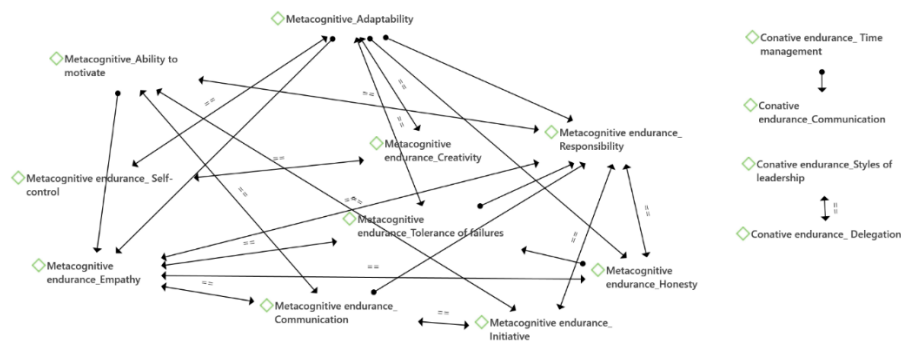 Metacognitive_Adaptability
Metacognitive_Ability to
motivate
Conative endurance_ Time
management
==
==
==
Conative
endurance_Communication
Metacognitive endurance_
Responsibility
Metacognitive
endurance_Creativity
==
Metacognitive endurance_ Self-
control
Conative endurance_Styles of
leadership
==
==
==
Metacognitive
endurance_Tolerance of failures
==
Conative endurance_ Delegation
==
==
Metacognitive
endurance_Empathy
==
Metacognitive
endurance_Honesty
==
Metacognitive endurance_
Communication
==
Metacognitive endurance_
Initiative